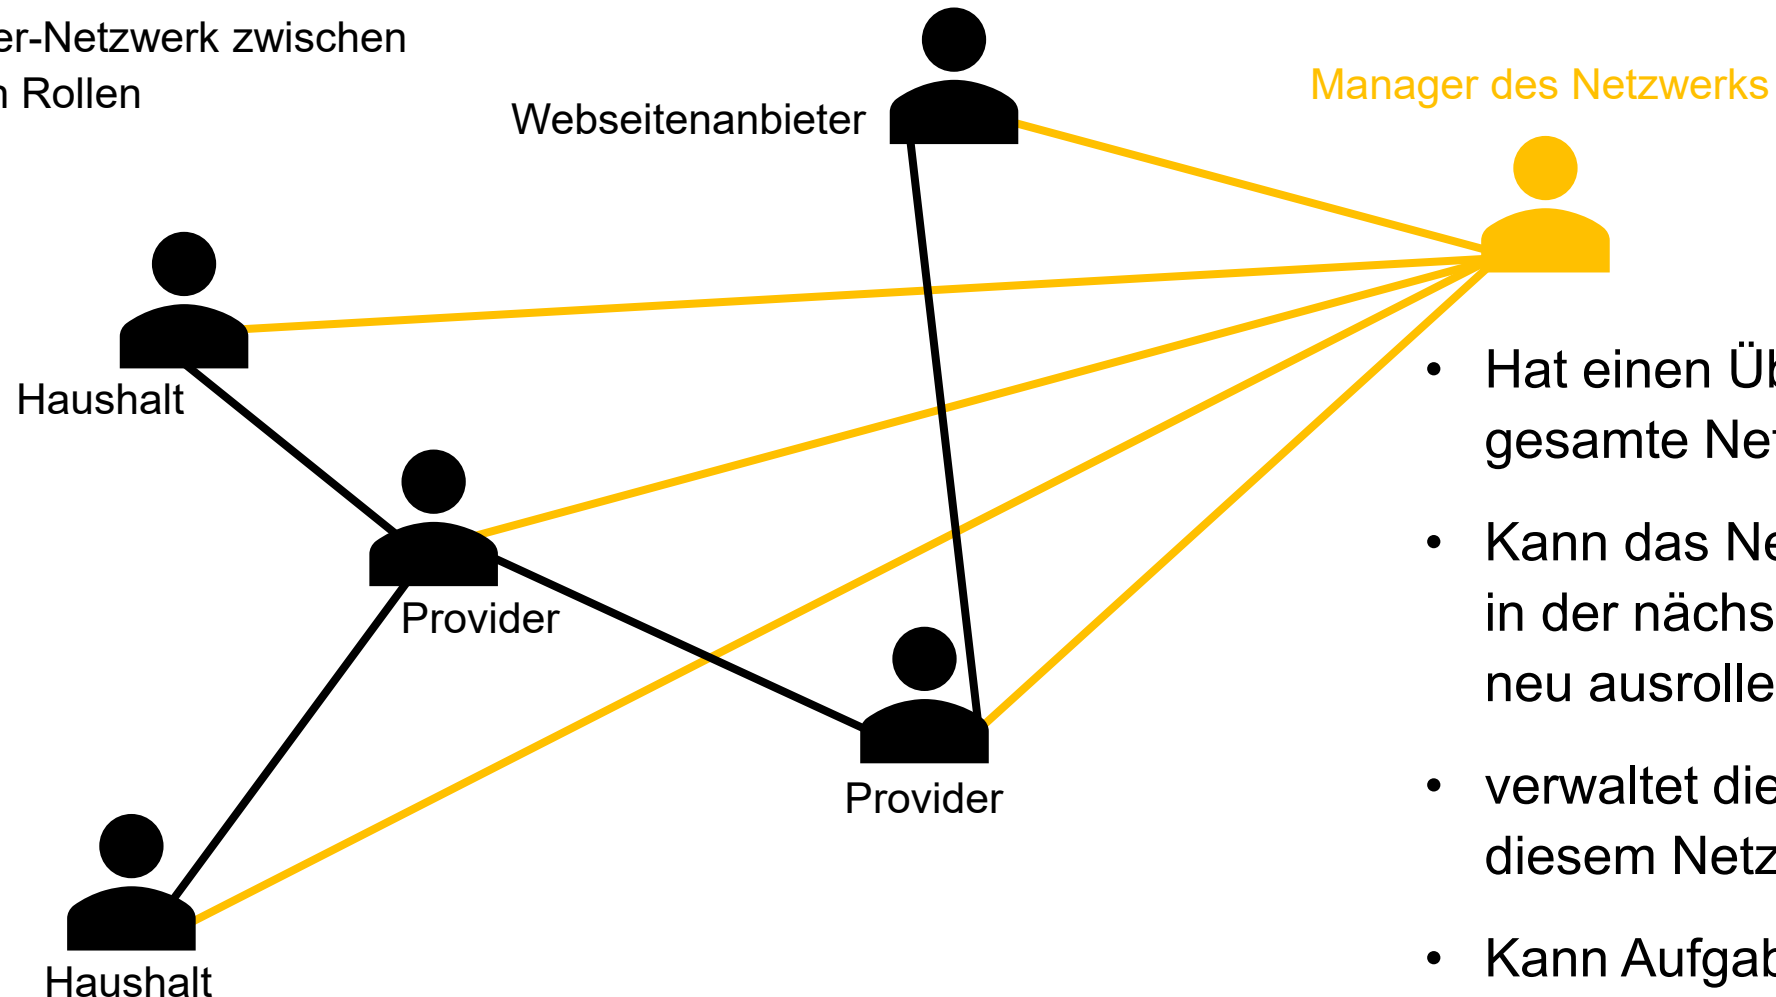 er-Netzwerk zwischen
n Rollen
Webseitenanbieter
Manager des Netzwerks
Haushalt
Provider
Provider
Haushalt
• Hat einen Üb
gesamte Net
• Kann das Ne
in der nächs
neu ausrolle
• verwaltet die
diesem Netz
• Kann Aufgab